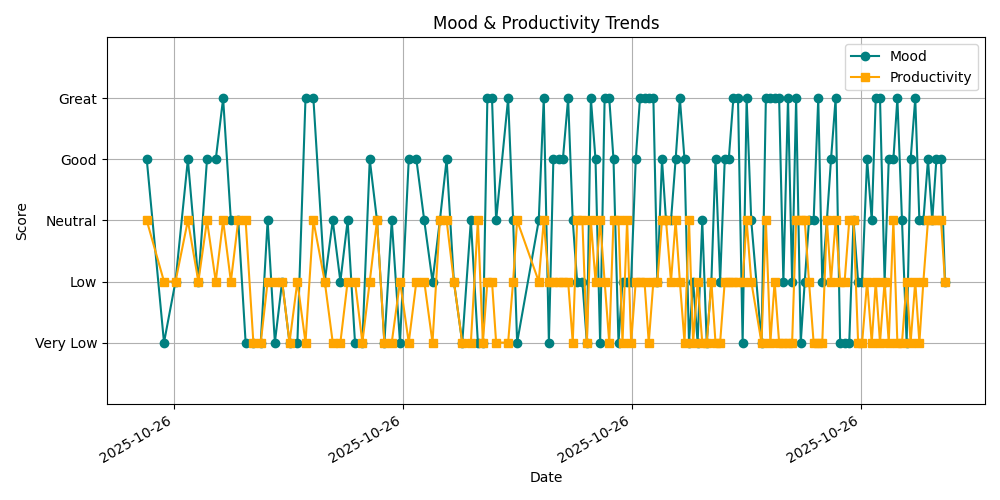 Mood & Productivity Trends
Mood
Productivity
Great
Good
Neutral
Low
Very Low
Score
2025-10-26
2025-10-26
2025-10-26
2025-10-26
Date